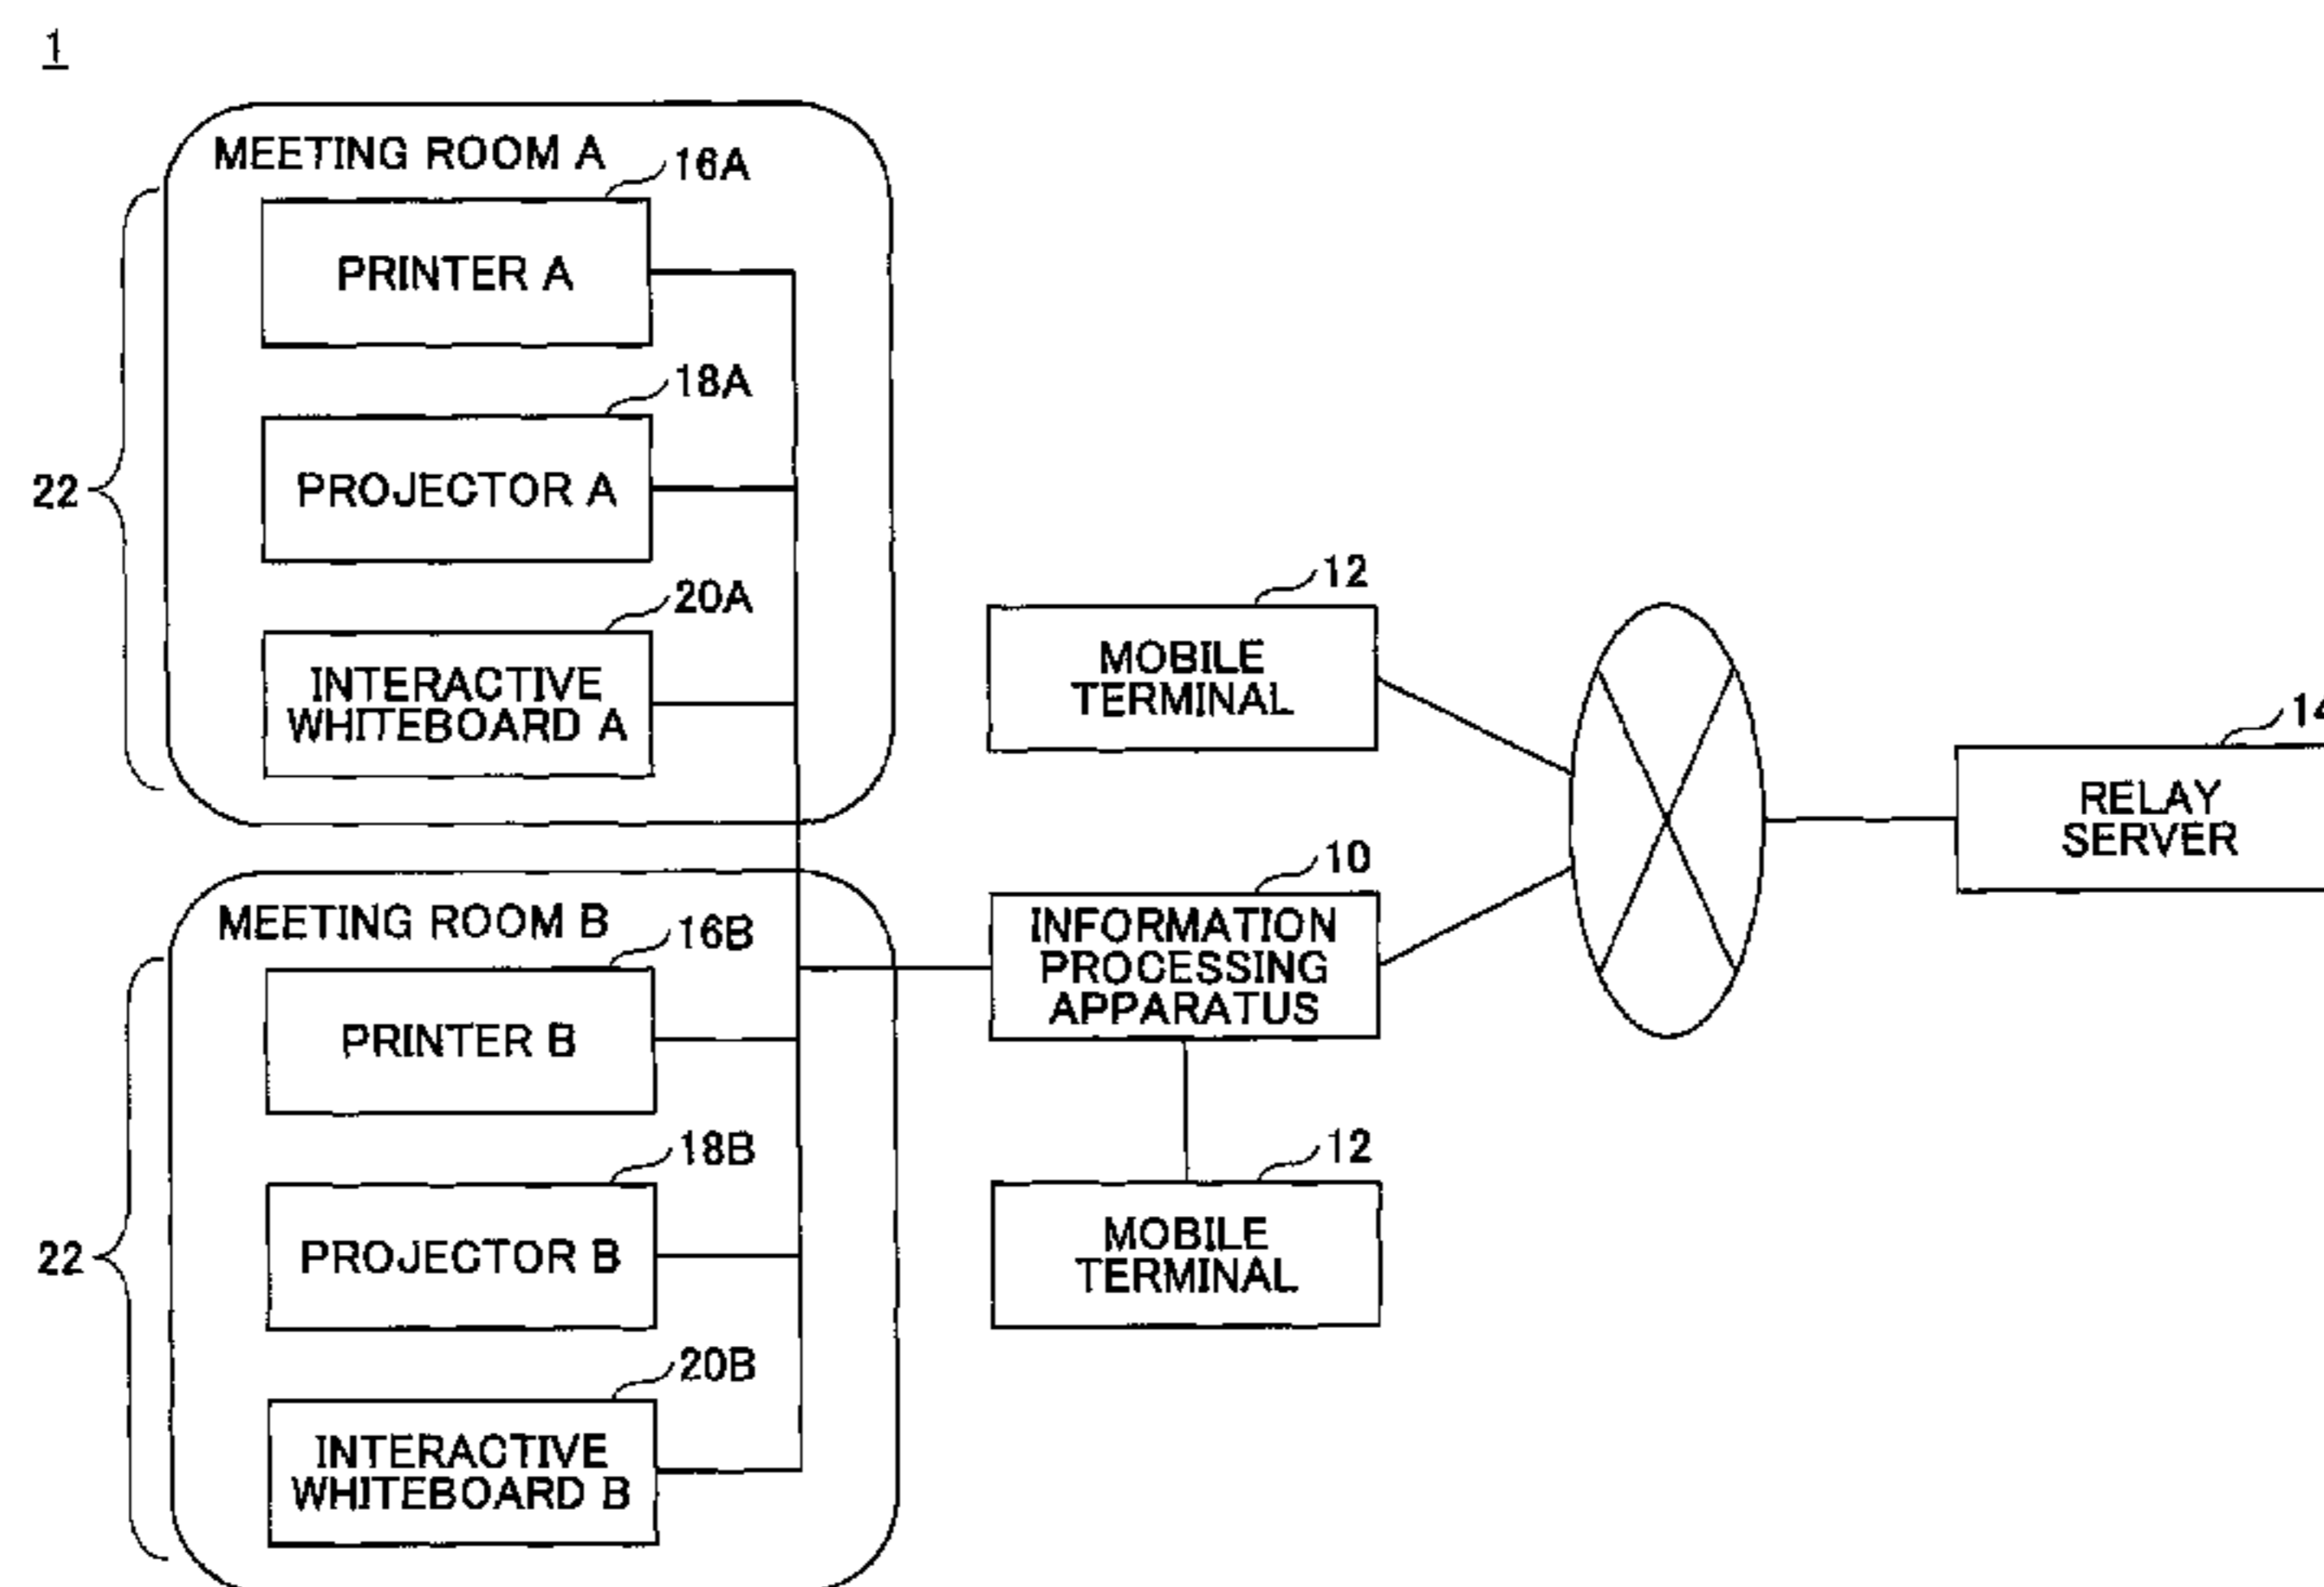 1
MEETING ROOM A
16A
PRINTER A
18A
PROJECTOR A
22
20A
INTERACTIVE
WHITEBOARD A
12
MOBILE
TERMINAL
14
RELAY
SERVER
MEETING ROOM B
16B
PRINTER B
10
INFORMATION
PROCESSING
APPARATUS
18B
PROJECTOR B
22
12
MOBILE
TERMINAL
20B
INTERACTIVE
WHITEBOARD B